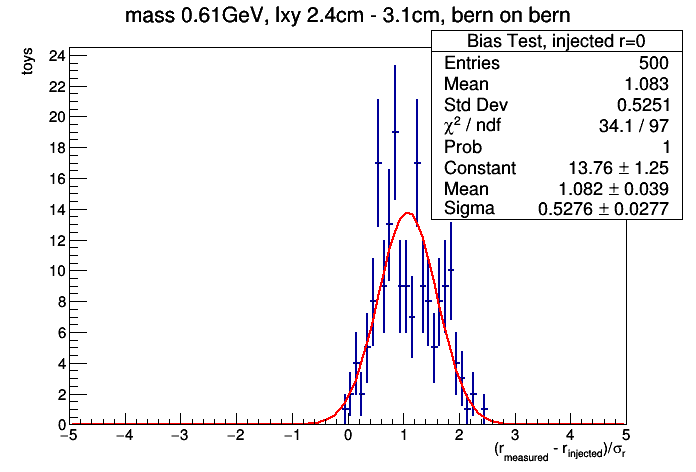 mass 0.61GeV, lxy 2.4cm - 3.1cm, bern on bern
Bias Test, injected r=0
Entries 500
Mean 1.083
Std Dev 0.5251
χ² / ndf 34.1 / 97
Prob 1
Constant 13.76 ± 1.25
Mean 1.082 ± 0.039
Sigma 0.5276 ± 0.0277
toys
24
22
20
18
16
14
12
10
8
6
4
2
0
−5 −4 −3 −2 −1 0 1 2 3 4 5
(r_measured - r_injected)/σ_r